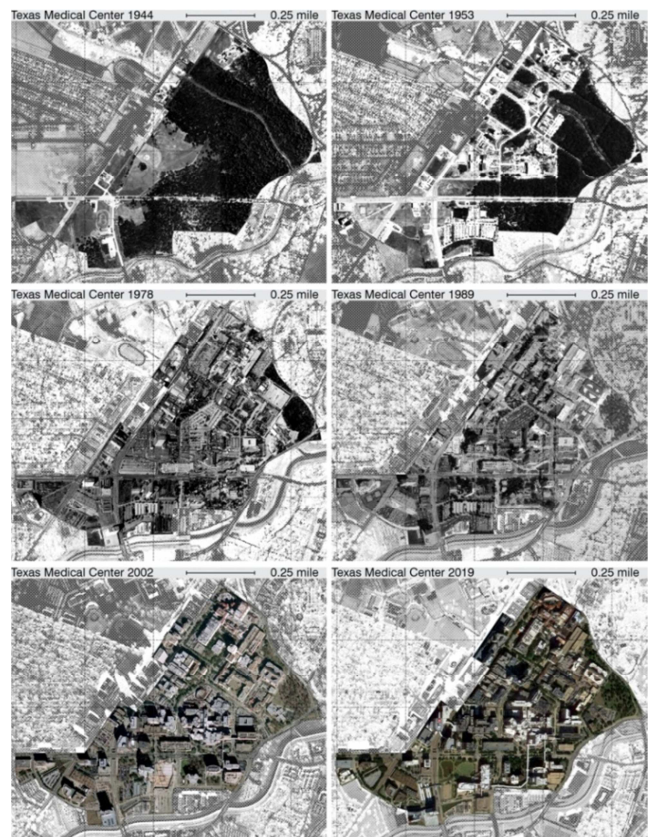 Texas Medical Center 1944 0.25 mile
Texas Medical Center 1953 0.25 mile
Texas Medical Center 1978 0.25 mile
Texas Medical Center 1989 0.25 mile
Texas Medical Center 2002 0.25 mile
Texas Medical Center 2019 0.25 mile